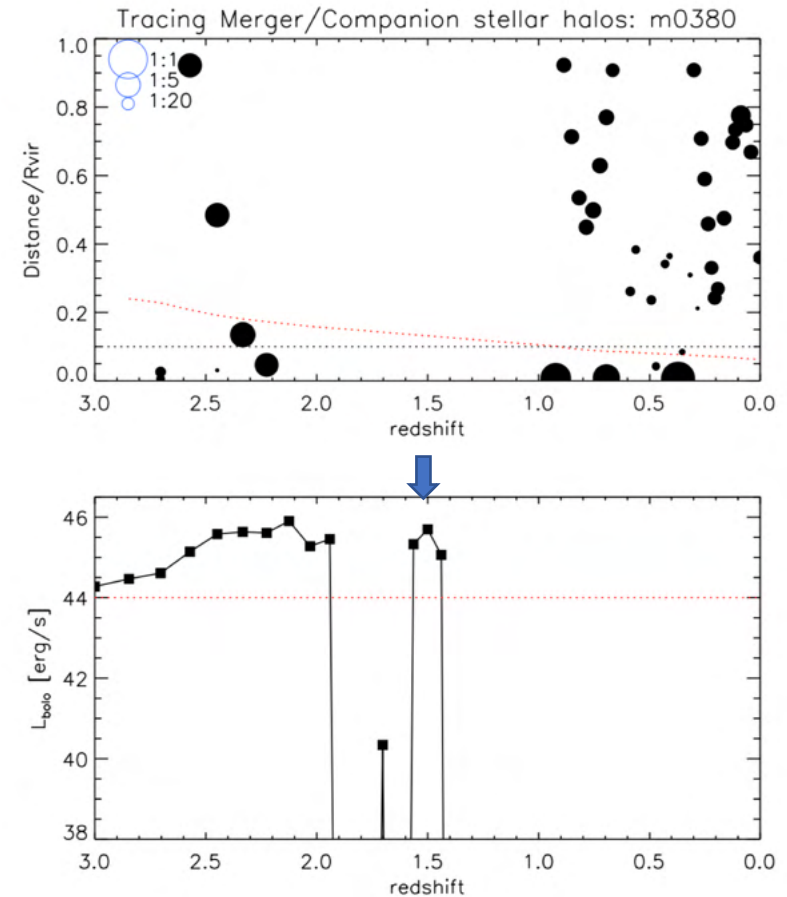 Tracing Merger/Companion stellar halos: m0380
1.0
1:1
1:5
0.8
1:20
0.6
Distance/Rvir
0.4
0.2
0.0
3.0 2.5 2.0 1.5 1.0 0.5 0.0
redshift
46
44
L_bolo [erg/s]
42
40
38
3.0 2.5 2.0 1.5 1.0 0.5 0.0
redshift